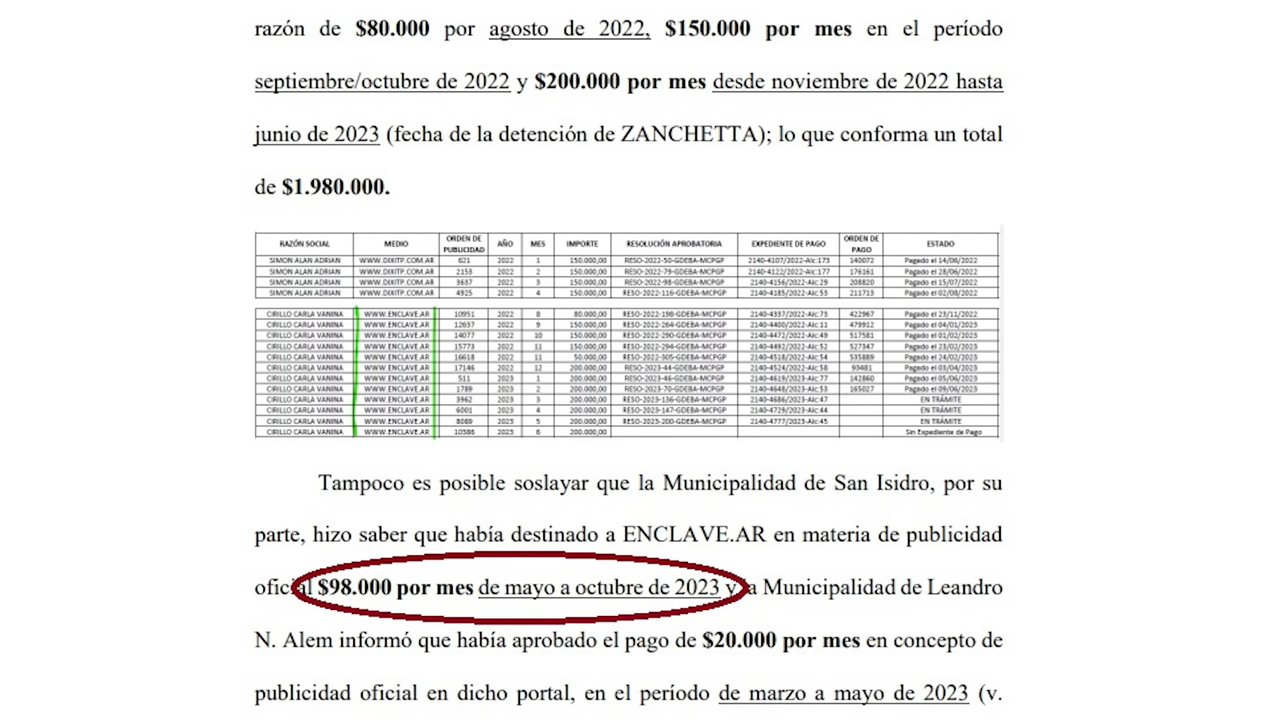 razón de $80.000 por agosto de 2022, $150.000 por mes en el período
septiembre/octubre de 2022 y $200.000 por mes desde noviembre de 2022 hasta
junio de 2023 (fecha de la detención de ZANCHETTA); lo que conforma un total
de $1.980.000.
RAZÓN SOCIAL MEDIO ORDEN DE PUBLICIDAD AÑO MES IMPORTE RESOLUCIÓN APROBATORIA EXPEDIENTE DE PAGO ORDEN DE PAGO ESTADO
SIMON ALAN ADRIAN WWW.DIXITP.COM.AR 621 2022 1 150.000,00 RESO-2022-50-GDEBA-MCPGP 2140-4107/2022-Alc.177 140072 Pagado el 14/06/2022
SIMON ALAN ADRIAN WWW.DIXITP.COM.AR 2153 2022 2 150.000,00 RESO-2022-79-GDEBA-MCPGP 2140-4122/2022-Alc.177 176161 Pagado el 28/06/2022
SIMON ALAN ADRIAN WWW.DIXITP.COM.AR 3637 2022 3 150.000,00 RESO-2022-98-GDEBA-MCPGP 2140-4156/2022-Alc.29 208820 Pagado el 15/07/2022
SIMON ALAN ADRIAN WWW.DIXITP.COM.AR 4925 2022 4 150.000,00 RESO-2022-116-GDEBA-MCPGP 2140-4185/2022-Alc.53 211713 Pagado el 02/08/2022
CIRILLO CARLA VANINA WWW.ENCLAVE.AR 10951 2022 8 80.000,00 RESO-2022-198-GDEBA-MCPGP 2140-4337/2022-Alc.73 422967 Pagado el 23/11/2022
CIRILLO CARLA VANINA WWW.ENCLAVE.AR 12637 2022 9 150.000,00 RESO-2022-264-GDEBA-MCPGP 2140-4400/2022-Alc.11 479912 Pagado el 04/01/2023
CIRILLO CARLA VANINA WWW.ENCLAVE.AR 14077 2022 10 150.000,00 RESO-2022-290-GDEBA-MCPGP 2140-4472/2022-Alc.49 517581 Pagado el 01/02/2023
CIRILLO CARLA VANINA WWW.ENCLAVE.AR 15773 2022 11 150.000,00 RESO-2022-294-GDEBA-MCPGP 2140-4492/2022-Alc.52 527347 Pagado el 23/02/2023
CIRILLO CARLA VANINA WWW.ENCLAVE.AR 16618 2022 11 50.000,00 RESO-2022-305-GDEBA-MCPGP 2140-4518/2022-Alc.54 535889 Pagado el 24/02/2023
CIRILLO CARLA VANINA WWW.ENCLAVE.AR 17146 2022 12 200.000,00 RESO-2023-44-GDEBA-MCPGP 2140-4524/2022-Alc.58 93481 Pagado el 03/04/2023
CIRILLO CARLA VANINA WWW.ENCLAVE.AR 511 2023 1 200.000,00 RESO-2023-46-GDEBA-MCPGP 2140-4619/2023-Alc.77 142860 Pagado el 05/06/2023
CIRILLO CARLA VANINA WWW.ENCLAVE.AR 1789 2023 2 200.000,00 RESO-2023-70-GDEBA-MCPGP 2140-4648/2023-Alc.53 165027 Pagado el 09/06/2023
CIRILLO CARLA VANINA WWW.ENCLAVE.AR 3962 2023 3 200.000,00 RESO-2023-136-GDEBA-MCPGP 2140-4686/2023-Alc.47 EN TRÁMITE
CIRILLO CARLA VANINA WWW.ENCLAVE.AR 6001 2023 4 200.000,00 RESO-2023-147-GDEBA-MCPGP 2140-4729/2023-Alc.44 EN TRÁMITE
CIRILLO CARLA VANINA WWW.ENCLAVE.AR 8089 2023 5 200.000,00 RESO-2023-200-GDEBA-MCPGP 2140-4777/2023-Alc.45 EN TRÁMITE
CIRILLO CARLA VANINA WWW.ENCLAVE.AR 10386 2023 6 200.000,00 Sin Expediente de Pago
Tampoco es posible soslayar que la Municipalidad de San Isidro, por su
parte, hizo saber que había destinado a ENCLAVE.AR en materia de publicidad
oficial $98.000 por mes de mayo a octubre de 2023 y la Municipalidad de Leandro
N. Alem informó que había aprobado el pago de $20.000 por mes en concepto de
publicidad oficial en dicho portal, en el período de marzo a mayo de 2023 (v.